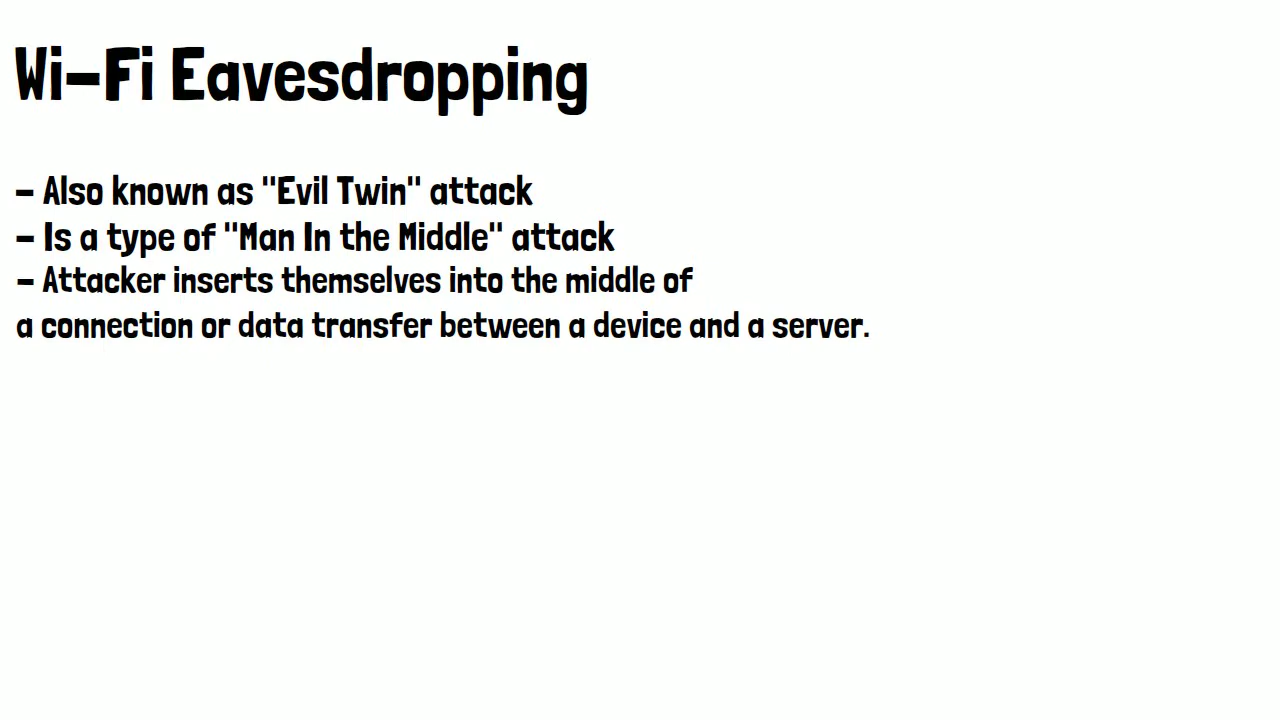 Wi-Fi Eavesdropping
- Also known as "Evil Twin" attack
- Is a type of "Man In the Middle" attack
- Attacker inserts themselves into the middle of
a connection or data transfer between a device and a server.